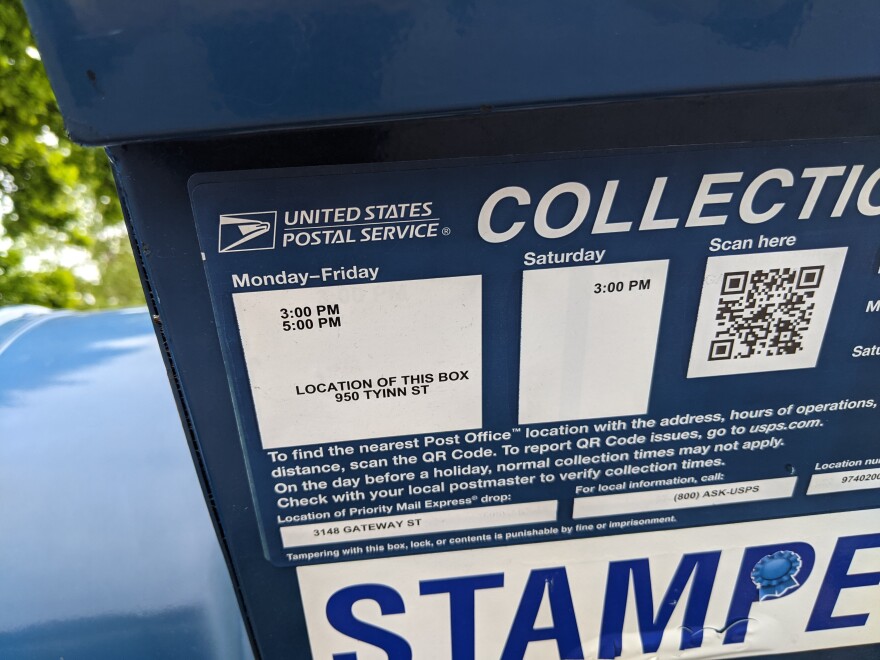 UNITED STATES
POSTAL SERVICE®
COLLECTIO
Monday–Friday
3:00 PM
5:00 PM
LOCATION OF THIS BOX
950 TYINN ST
Saturday
3:00 PM
Scan here
M
Satu
To find the nearest Post Office™ location with the address, hours of operations,
distance, scan the QR Code. To report QR Code issues, go to usps.com.
On the day before a holiday, normal collection times may not apply.
Check with your local postmaster to verify collection times.
Location of Priority Mail Express® drop:
3148 GATEWAY ST
For local information, call:
(800) ASK-USPS
Location nu
9740200
Tampering with this box, lock, or contents is punishable by fine or imprisonment.
STAMPE